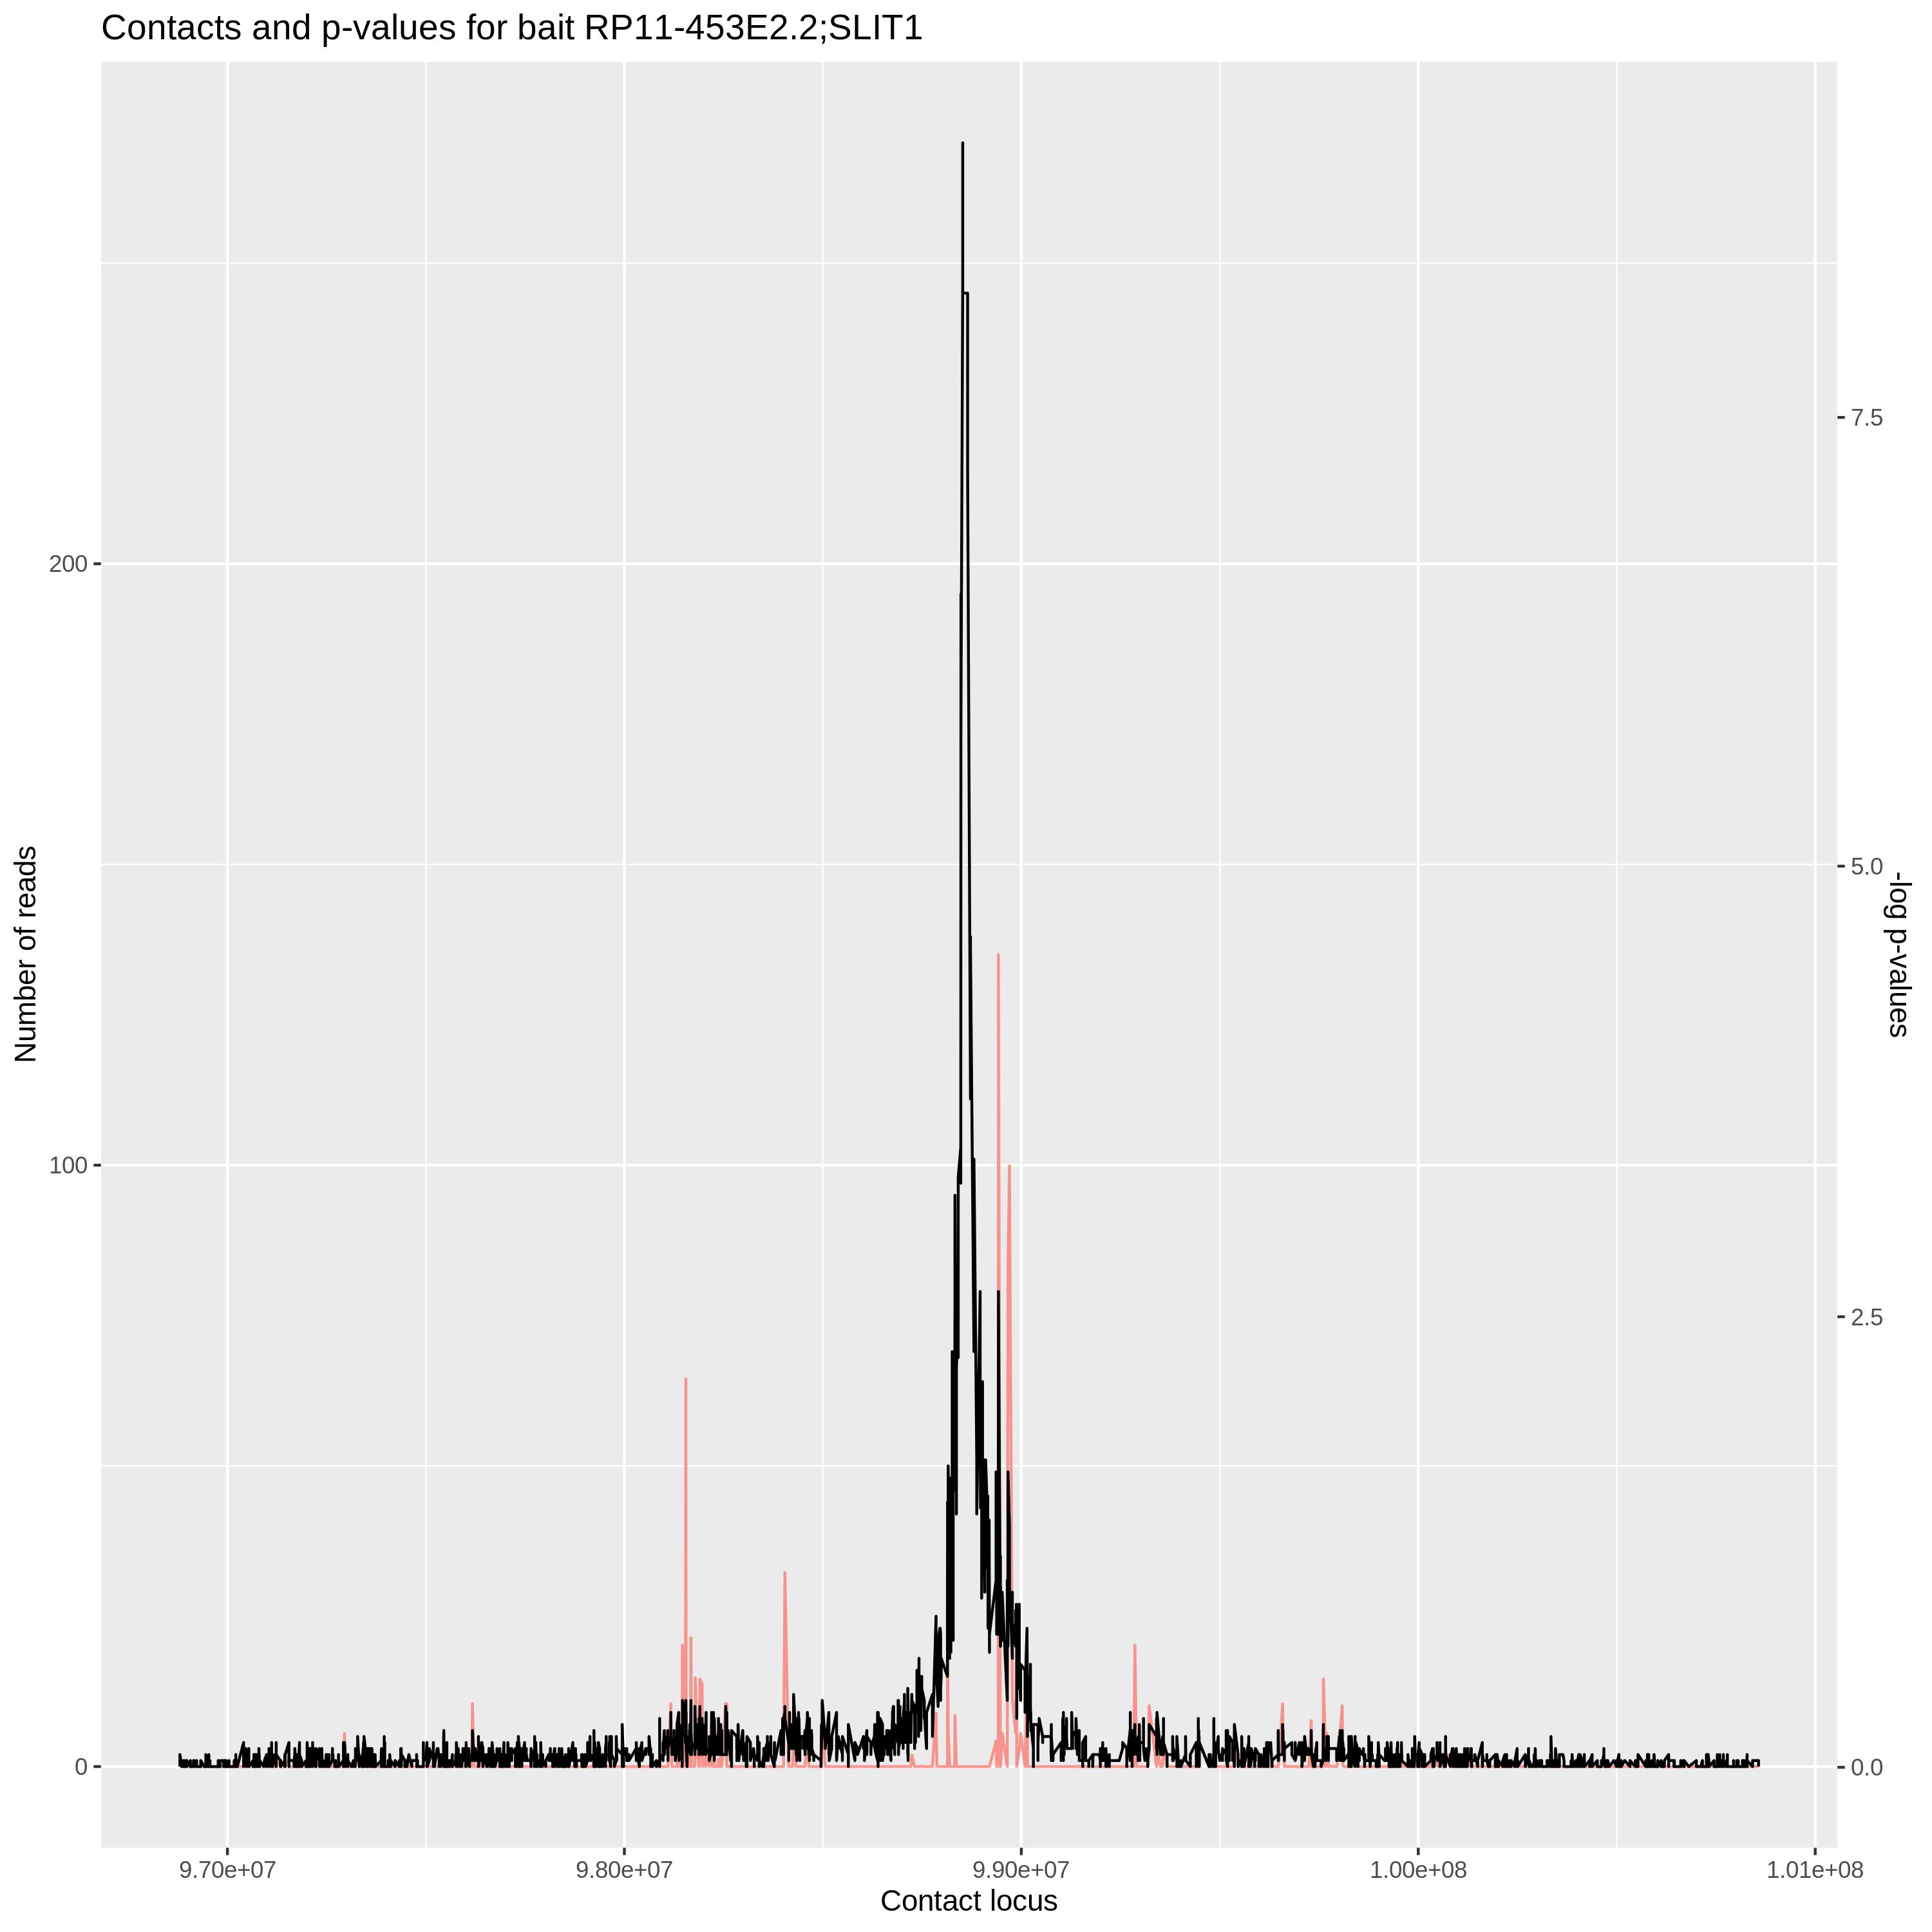 Contacts and p-values for bait RP11-453E2.2;SLIT1
Number of reads
200
100
0
7.5
5.0
2.5
0.0
-log p-values
9.70e+07 9.80e+07 9.90e+07 1.00e+08 1.01e+08
Contact locus